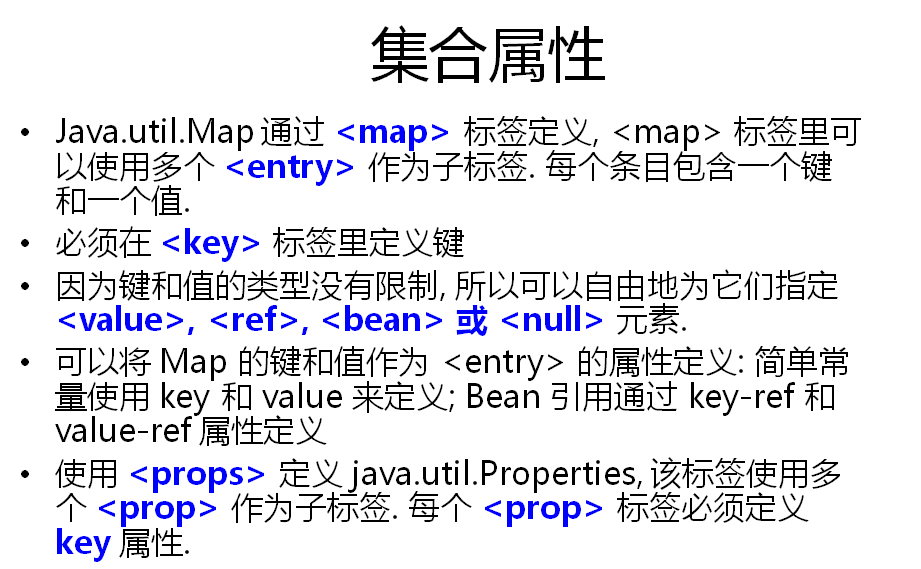 集合属性
• Java.util.Map 通过 <map> 标签定义, <map> 标签里可
以使用多个 <entry> 作为子标签. 每个条目包含一个键
和一个值.
• 必须在 <key> 标签里定义键
• 因为键和值的类型没有限制, 所以可以自由地为它们指定
<value>, <ref>, <bean> 或 <null> 元素.
• 可以将 Map 的键和值作为 <entry> 的属性定义: 简单常
量使用 key 和 value 来定义; Bean 引用通过 key-ref 和
value-ref 属性定义
• 使用 <props> 定义 java.util.Properties, 该标签使用多
个 <prop> 作为子标签. 每个 <prop> 标签必须定义
key 属性.